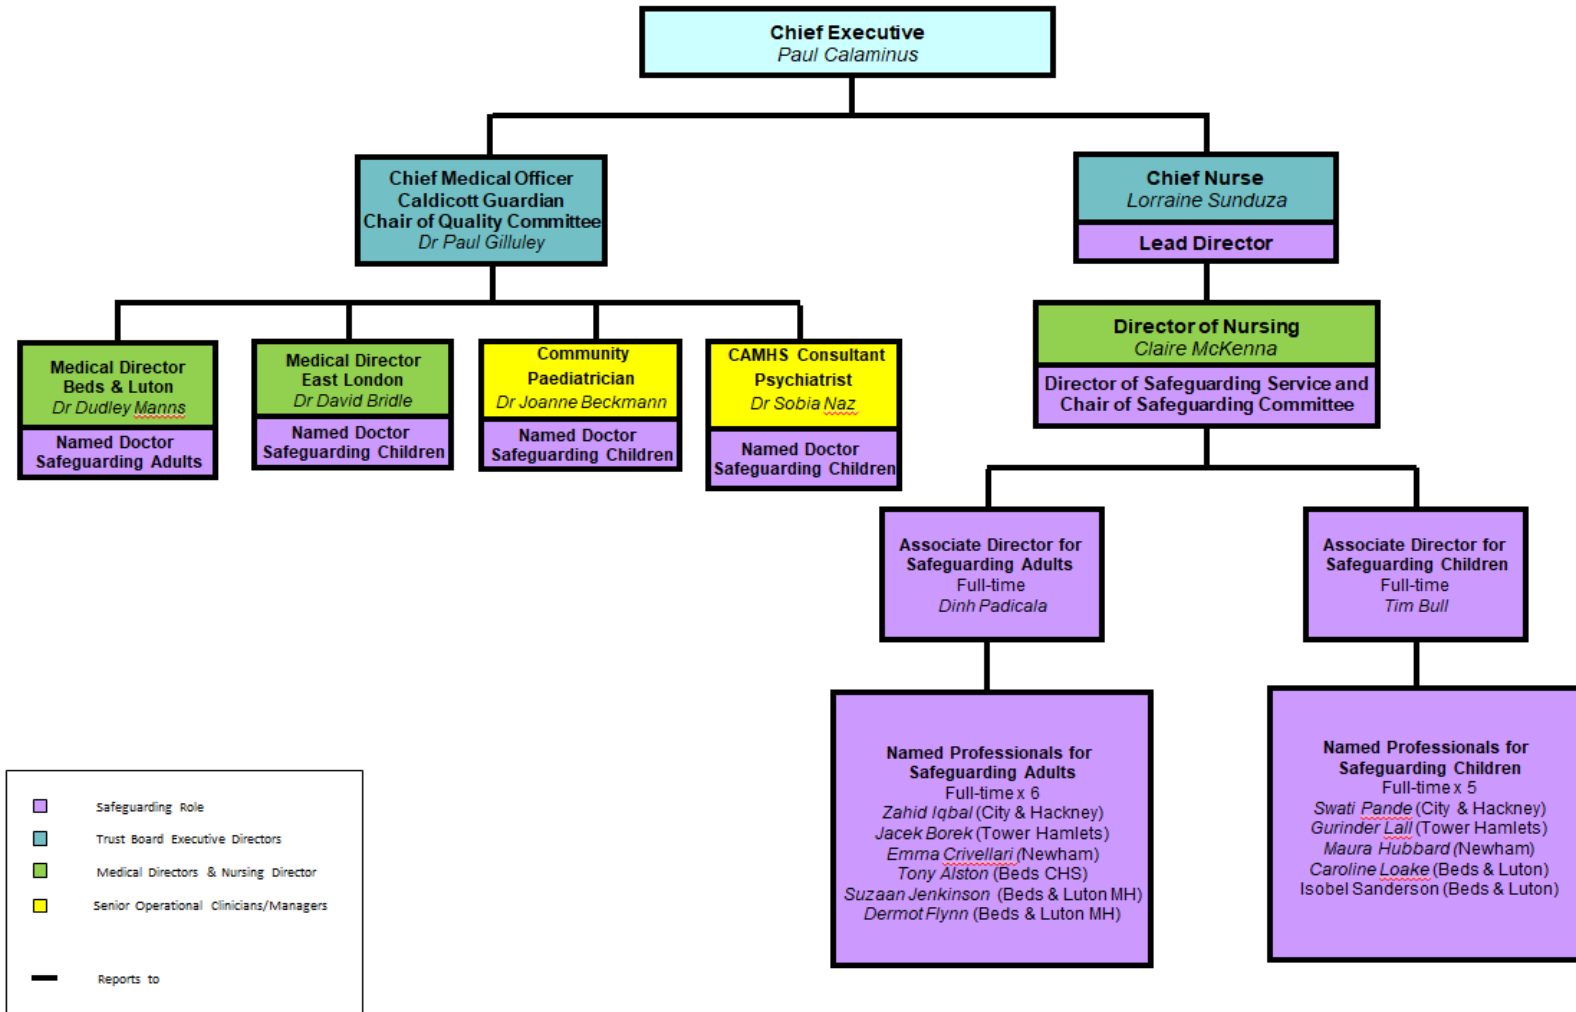 Chief Executive
Paul Calaminus
Chief Medical Officer
Caldicott Guardian
Chair of Quality Committee
Dr Paul Gilluley
Chief Nurse
Lorraine Sunduza
Lead Director
Medical Director
Beds & Luton
Dr Dudley Manns
Named Doctor
Safeguarding Adults
Medical Director
East London
Dr David Bridle
Named Doctor
Safeguarding Children
Community
Paediatrician
Dr Joanne Beckmann
Named Doctor
Safeguarding Children
CAMHS Consultant
Psychiatrist
Dr Sobia Naz
Named Doctor
Safeguarding Children
Director of Nursing
Claire McKenna
Director of Safeguarding Service and
Chair of Safeguarding Committee
Associate Director for
Safeguarding Adults
Full-time
Dinh Padicala
Associate Director for
Safeguarding Children
Full-time
Tim Bull
Named Professionals for
Safeguarding Adults
Full-time x 6
Zahid Iqbal (City & Hackney)
Jacek Borek (Tower Hamlets)
Emma Crivellari (Newham)
Tony Alston (Beds CHS)
Suzaan Jenkinson (Beds & Luton MH)
Dermot Flynn (Beds & Luton MH)
Named Professionals for
Safeguarding Children
Full-time x 5
Swati Pande (City & Hackney)
Gurinder Lall (Tower Hamlets)
Maura Hubbard (Newham)
Caroline Loake (Beds & Luton)
Isobel Sanderson (Beds & Luton)
Safeguarding Role
Trust Board Executive Directors
Medical Directors & Nursing Director
Senior Operational Clinicians/Managers
Reports to